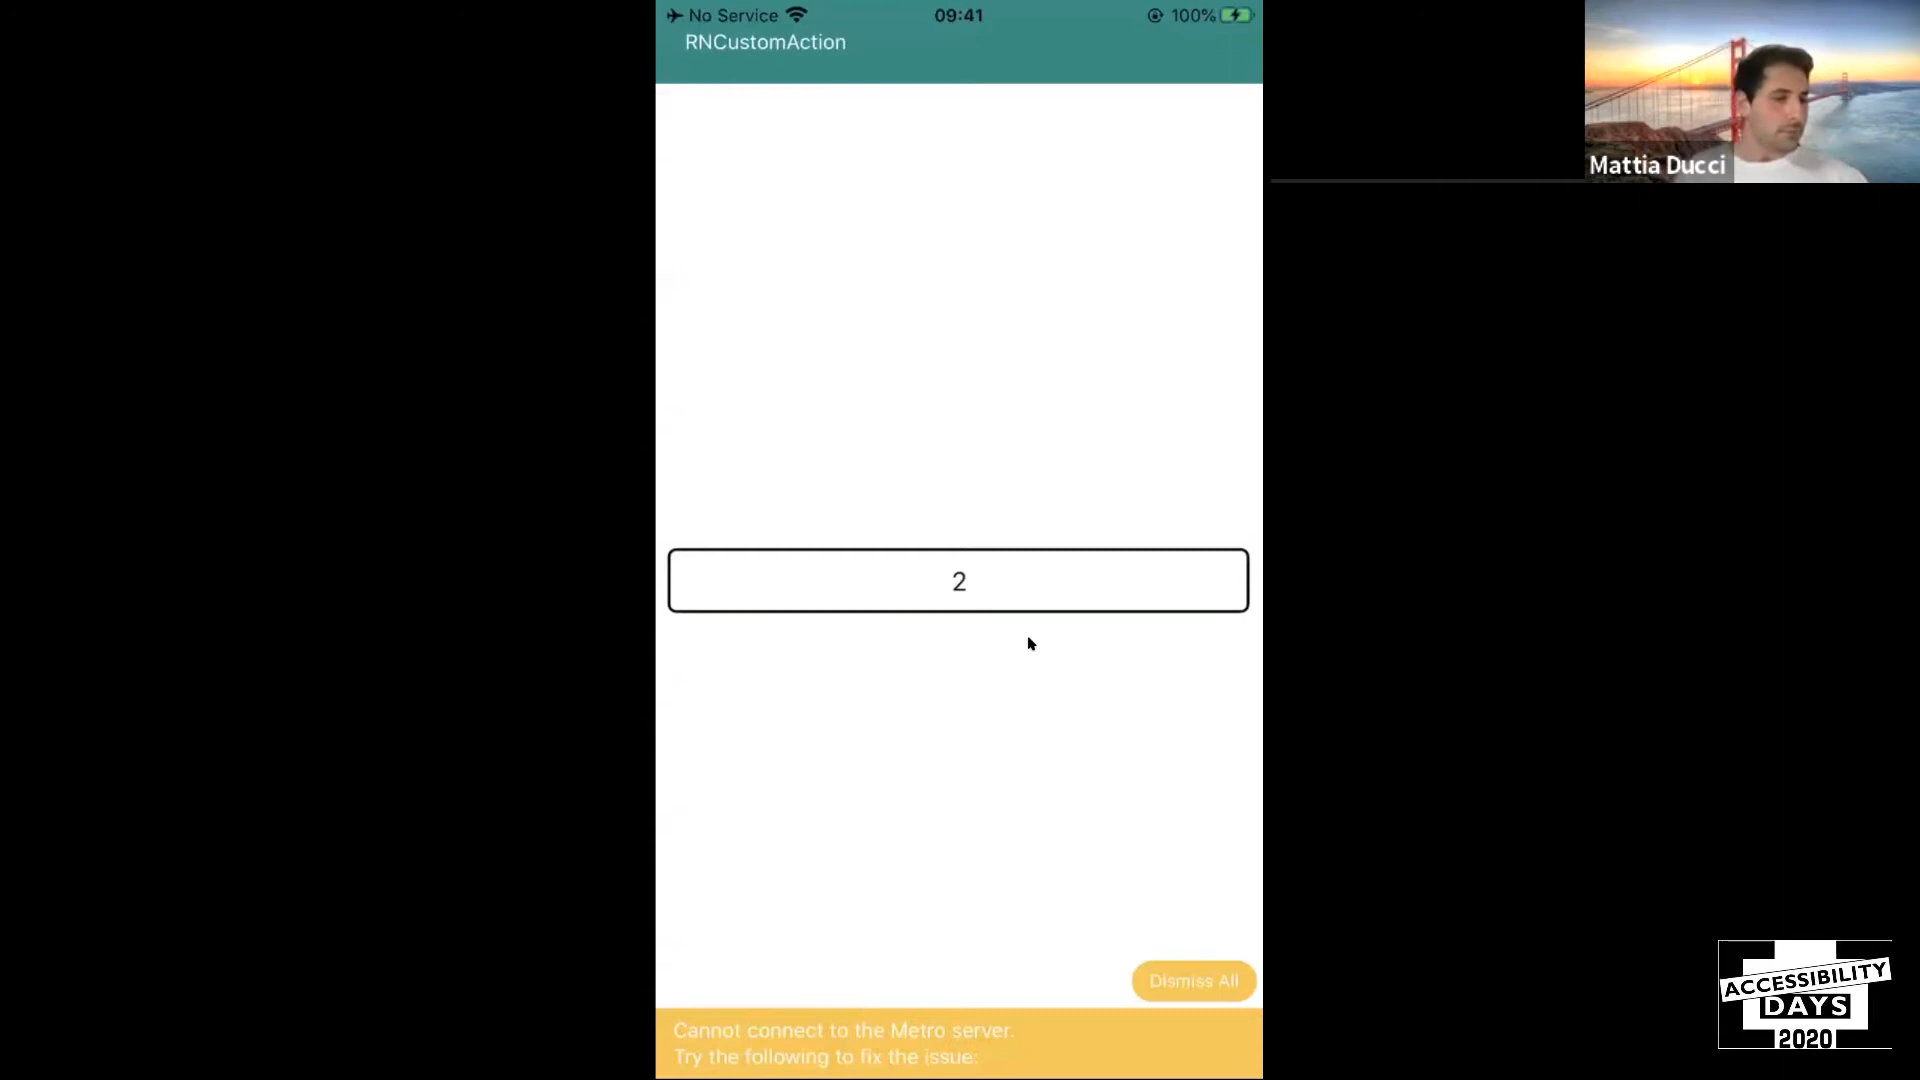 No Service
09:41
100%
RNCustomAction
Mattia Ducci
2
Dismiss All
Cannot connect to the Metro server.
Try the following to fix the issue:
ACCESSIBILITY
DAYS
2020